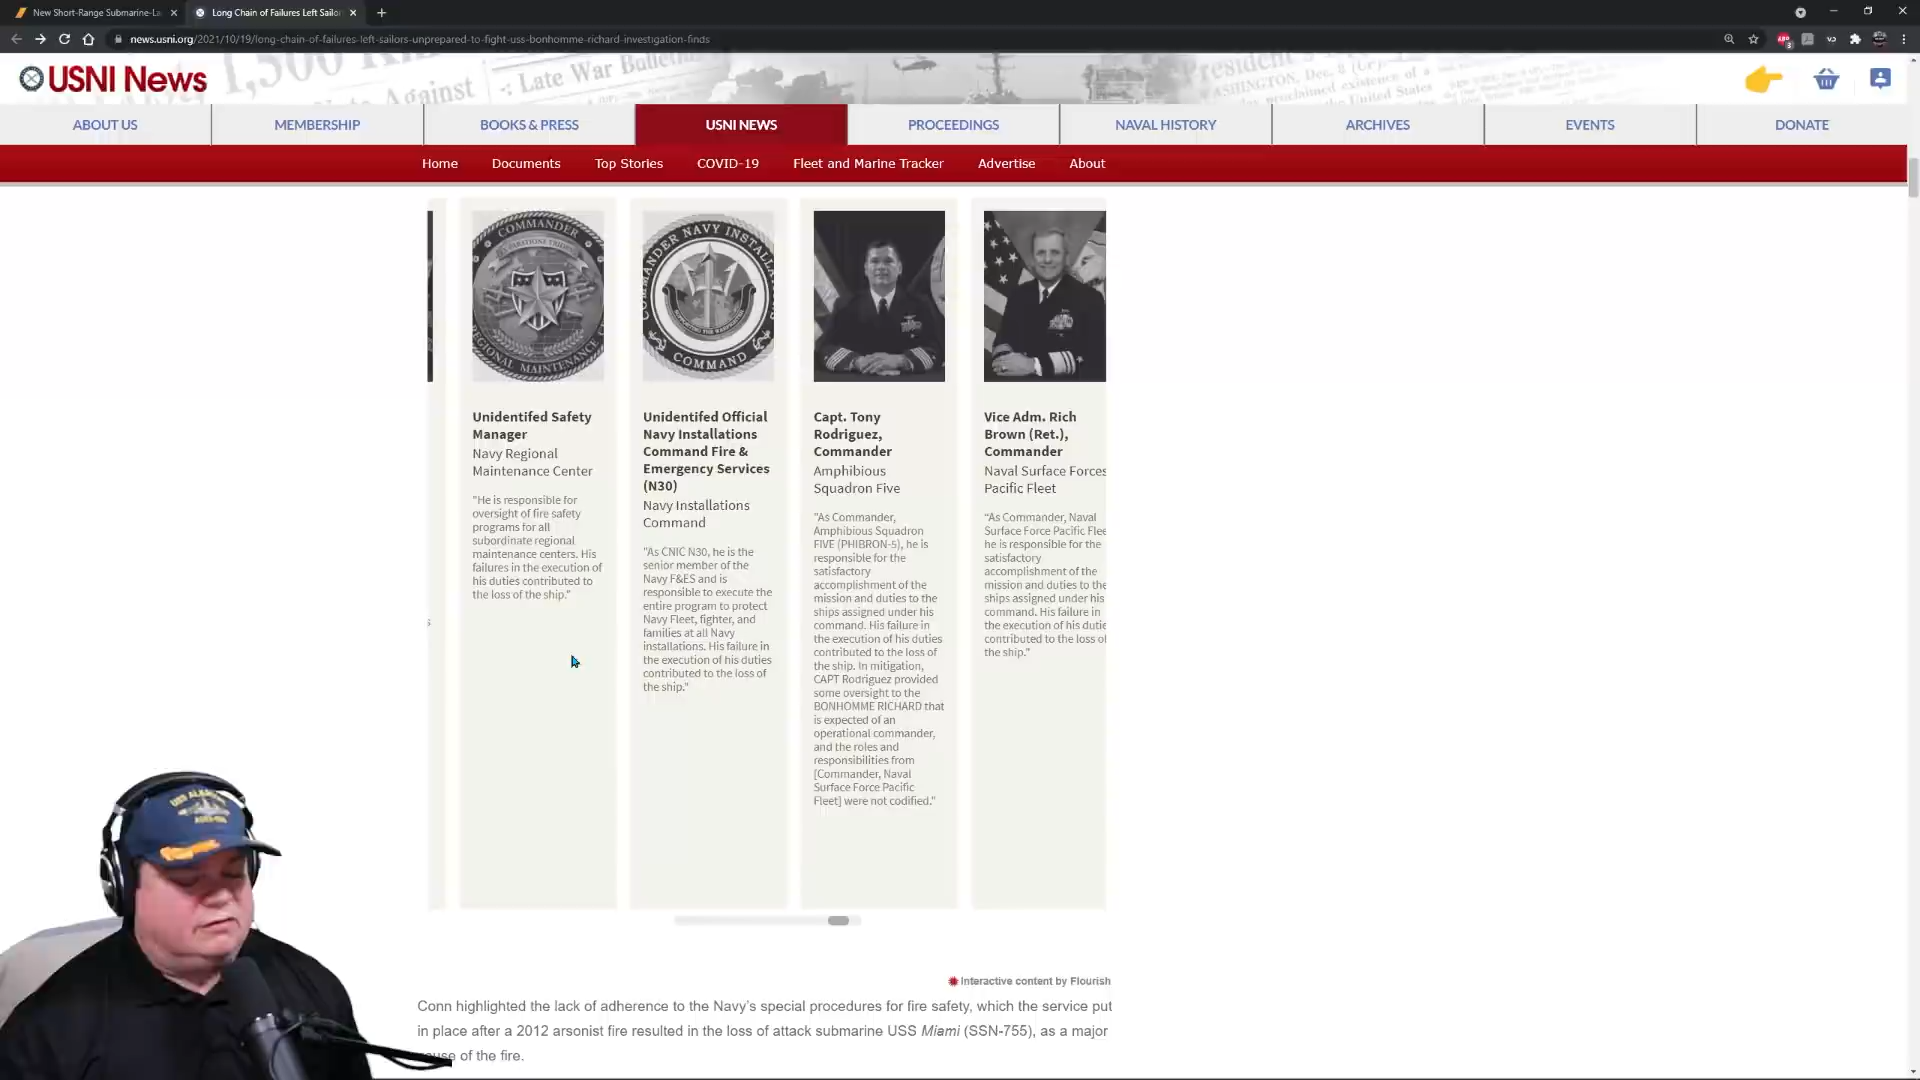 New Short-Range Submarine-La
Long Chain of Failures Left Sailor
news.usni.org/2021/10/19/long-chain-of-failures-left-sailors-unprepared-to-fight-uss-bonhomme-richard-investigation-finds
USNI News
Against
Late War Bulletin
President's
WASHINGTON, Dec. 8
ABOUT US
MEMBERSHIP
BOOKS & PRESS
USNI NEWS
PROCEEDINGS
NAVAL HISTORY
ARCHIVES
EVENTS
DONATE
Home
Documents
Top Stories
COVID-19
Fleet and Marine Tracker
Advertise
About
COMMANDER
REGIONAL MAINTENANCE
Unidentifed Safety
Manager
Navy Regional
Maintenance Center
"He is responsible for
oversight of fire safety
programs for all
subordinate regional
maintenance centers. His
failures in the execution of
his duties contributed to
the loss of the ship."
COMMANDER NAVY INSTALLA
COMMAND
Unidentifed Official
Navy Installations
Command Fire &
Emergency Services
(N30)
Navy Installations
Command
"As CNIC N30, he is the
senior member of the
Navy F&ES and is
responsible to execute the
entire program to protect
Navy Fleet, fighter, and
families at all Navy
installations. His failure in
the execution of his duties
contributed to the loss of
the ship."
Capt. Tony
Rodriguez,
Commander
Amphibious
Squadron Five
"As Commander,
Amphibious Squadron
FIVE (PHIBRON-5), he is
responsible for the
satisfactory
accomplishment of the
mission and duties to the
ships assigned under his
command. His failure in
the execution of his duties
contributed to the loss of
the ship. In mitigation,
CAPT Rodriguez provided
some oversight to the
BONHOMME RICHARD that
is expected of an
operational commander,
and the roles and
responsibilities from
[Commander, Naval
Surface Force Pacific
Fleet] were not codified."
Vice Adm. Rich
Brown (Ret.),
Commander
Naval Surface Forces
Pacific Fleet
"As Commander, Naval
Surface Force Pacific Flee
he is responsible for the
satisfactory
accomplishment of the
mission and duties to the
ships assigned under his
command. His failure in
the execution of his dutie
contributed to the loss of
the ship."
Interactive content by Flourish
Conn highlighted the lack of adherence to the Navy's special procedures for fire safety, which the service put
in place after a 2012 arsonist fire resulted in the loss of attack submarine USS Miami (SSN-755), as a major
of the fire.